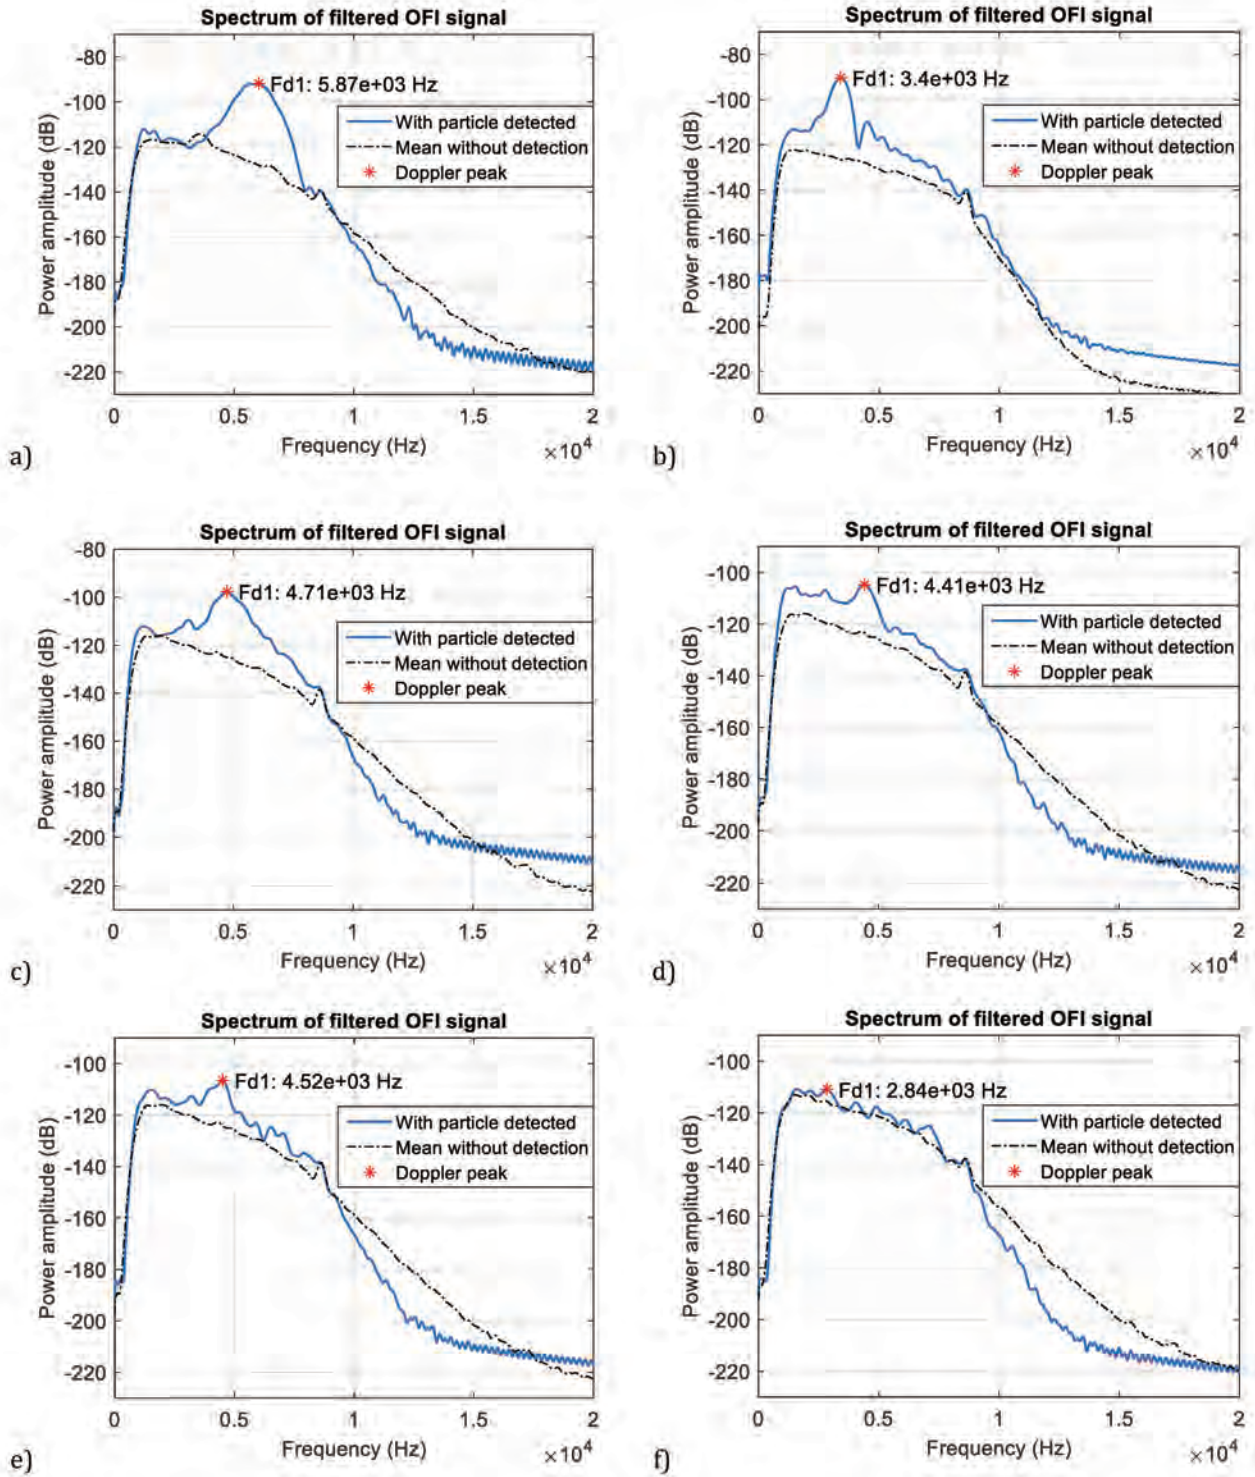 Spectrum of filtered OFI signal
-80
-100
-120
-140
-160
-180
-200
-220
Power amplitude (dB)
Fd1: 5.87e+03 Hz
With particle detected
Mean without detection
Doppler peak
0 0.5 1 1.5 2
Frequency (Hz)
×10^4
a)
Spectrum of filtered OFI signal
-80
-100
-120
-140
-160
-180
-200
-220
Power amplitude (dB)
Fd1: 3.4e+03 Hz
With particle detected
Mean without detection
Doppler peak
0 0.5 1 1.5 2
Frequency (Hz)
×10^4
b)
Spectrum of filtered OFI signal
-80
-100
-120
-140
-160
-180
-200
-220
Power amplitude (dB)
Fd1: 4.71e+03 Hz
With particle detected
Mean without detection
Doppler peak
0 0.5 1 1.5 2
Frequency (Hz)
×10^4
c)
Spectrum of filtered OFI signal
-100
-120
-140
-160
-180
-200
-220
Power amplitude (dB)
Fd1: 4.41e+03 Hz
With particle detected
Mean without detection
Doppler peak
0 0.5 1 1.5 2
Frequency (Hz)
×10^4
d)
Spectrum of filtered OFI signal
-100
-120
-140
-160
-180
-200
-220
Power amplitude (dB)
Fd1: 4.52e+03 Hz
With particle detected
Mean without detection
Doppler peak
0 0.5 1 1.5 2
Frequency (Hz)
×10^4
e)
Spectrum of filtered OFI signal
-100
-120
-140
-160
-180
-200
-220
Power amplitude (dB)
Fd1: 2.84e+03 Hz
With particle detected
Mean without detection
Doppler peak
0 0.5 1 1.5 2
Frequency (Hz)
×10^4
f)